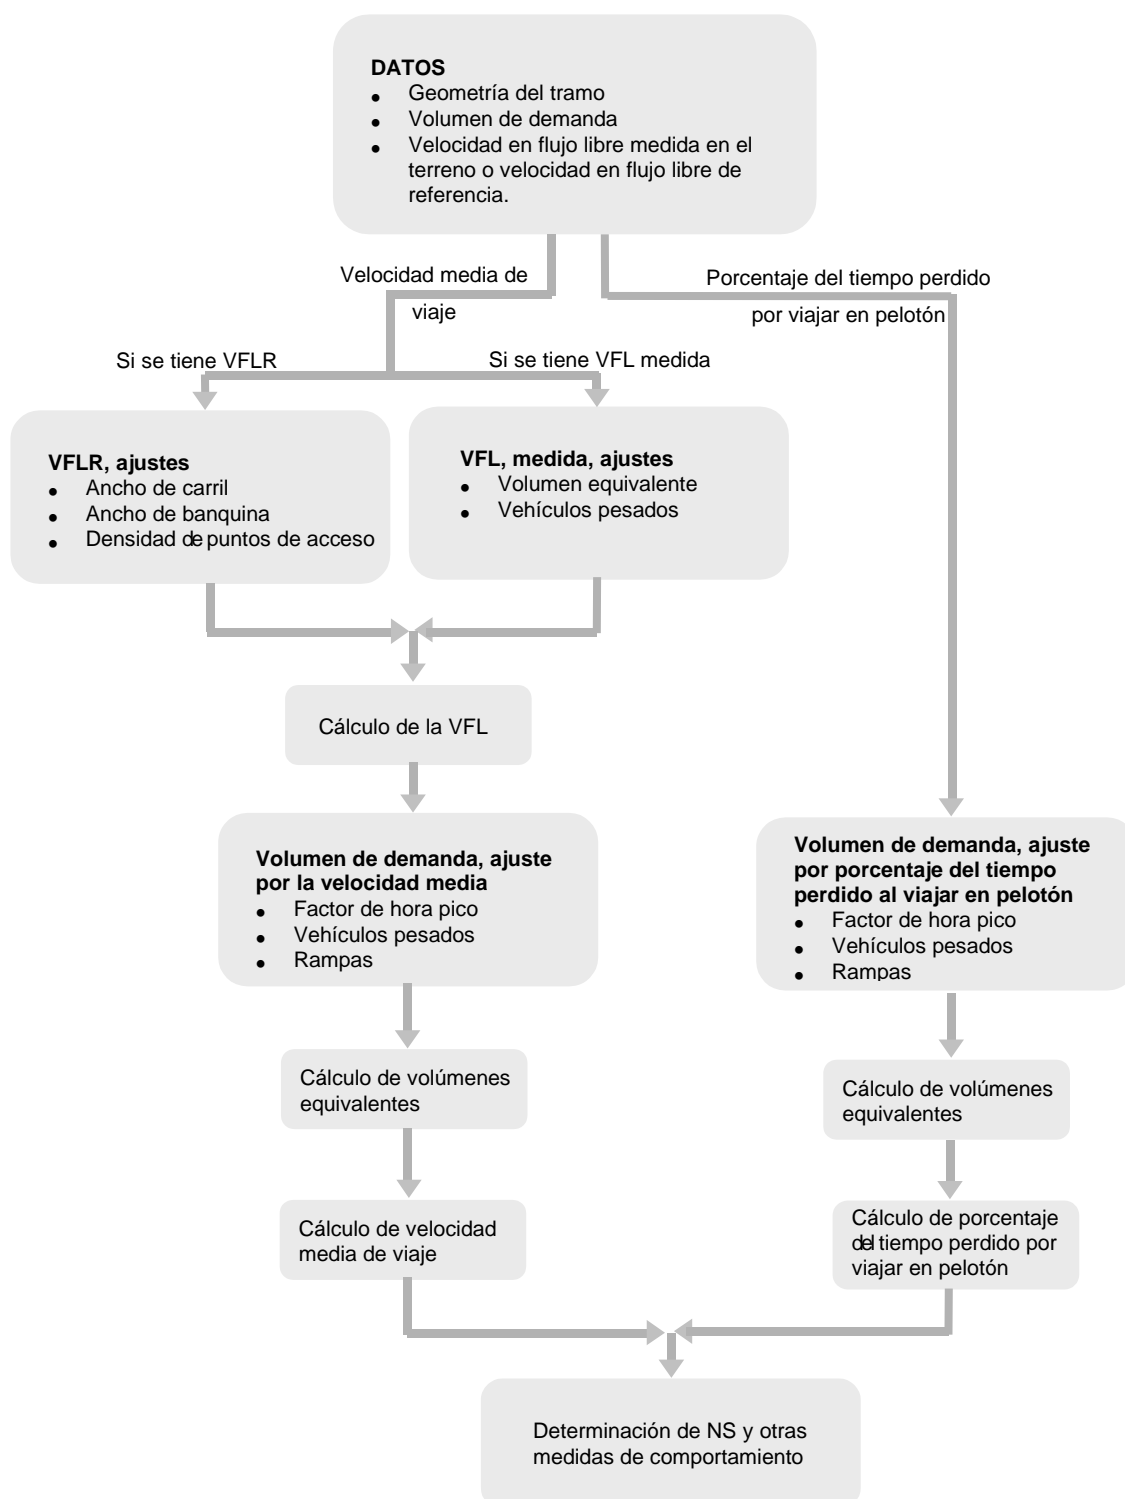 DATOS
• Geometría del tramo
• Volumen de demanda
• Velocidad en flujo libre medida en el
terreno o velocidad en flujo libre de
referencia.
Velocidad media de
viaje
Porcentaje del tiempo perdido
por viajar en pelotón
Si se tiene VFLR
Si se tiene VFL medida
VFLR, ajustes
• Ancho de carril
• Ancho de banquina
• Densidad de puntos de acceso
VFL, medida, ajustes
• Volumen equivalente
• Vehículos pesados
Cálculo de la VFL
Volumen de demanda, ajuste
por la velocidad media
• Factor de hora pico
• Vehículos pesados
• Rampas
Volumen de demanda, ajuste
por porcentaje del tiempo
perdido al viajar en pelotón
• Factor de hora pico
• Vehículos pesados
• Rampas
Cálculo de volúmenes
equivalentes
Cálculo de volúmenes
equivalentes
Cálculo de velocidad
media de viaje
Cálculo de porcentaje
del tiempo perdido por
viajar en pelotón
Determinación de NS y otras
medidas de comportamiento